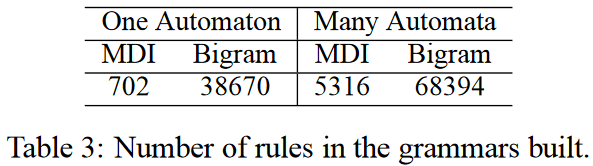 One Automaton Many Automata
MDI Bigram MDI Bigram
702 38670 5316 68394
Table 3: Number of rules in the grammars built.